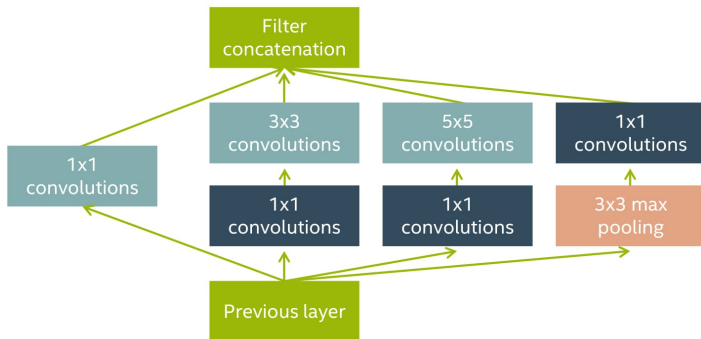 Filter
concatenation
3x3
convolutions
5x5
convolutions
1x1
convolutions
1x1
convolutions
1x1
convolutions
1x1
convolutions
3x3 max
pooling
Previous layer